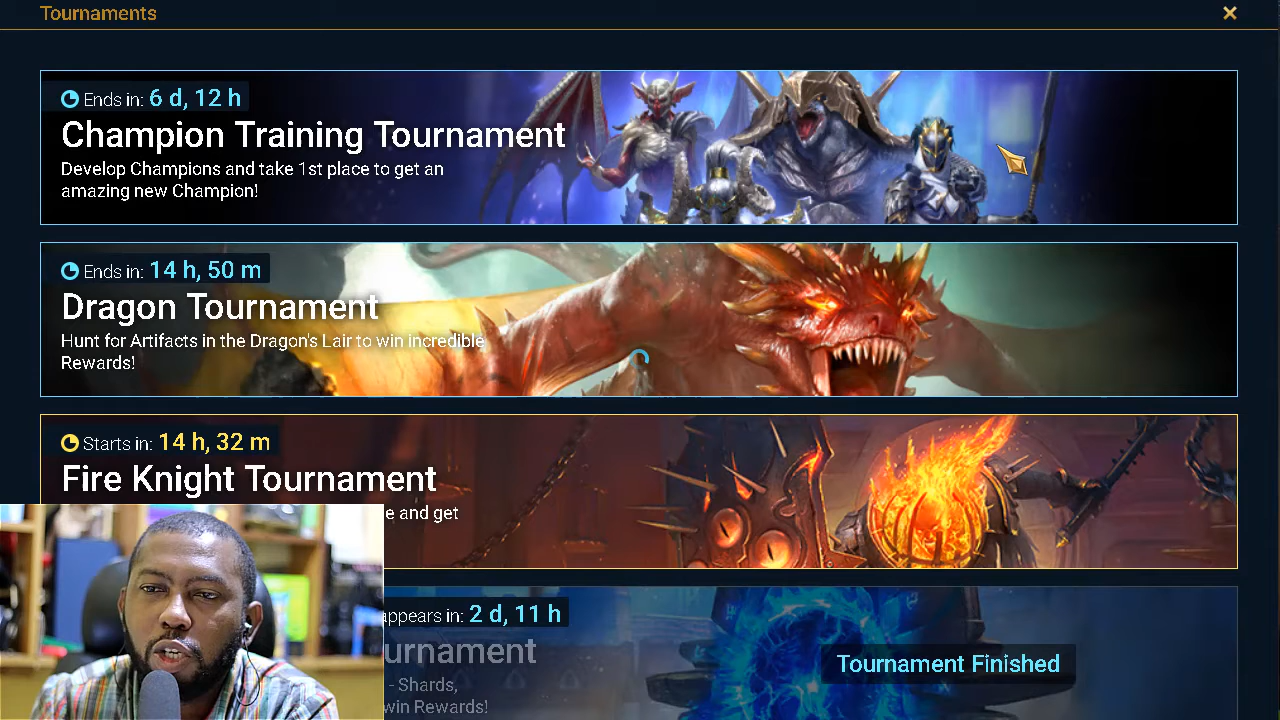 Tournaments
Ends in: 6 d, 12 h
Champion Training Tournament
Develop Champions and take 1st place to get an
amazing new Champion!
Ends in: 14 h, 50 m
Dragon Tournament
Hunt for Artifacts in the Dragon's Lair to win incredible
Rewards!
Starts in: 14 h, 32 m
Fire Knight Tournament
e and get
appears in: 2 d, 11 h
urnament
Tournament Finished
- Shards,
win Rewards!